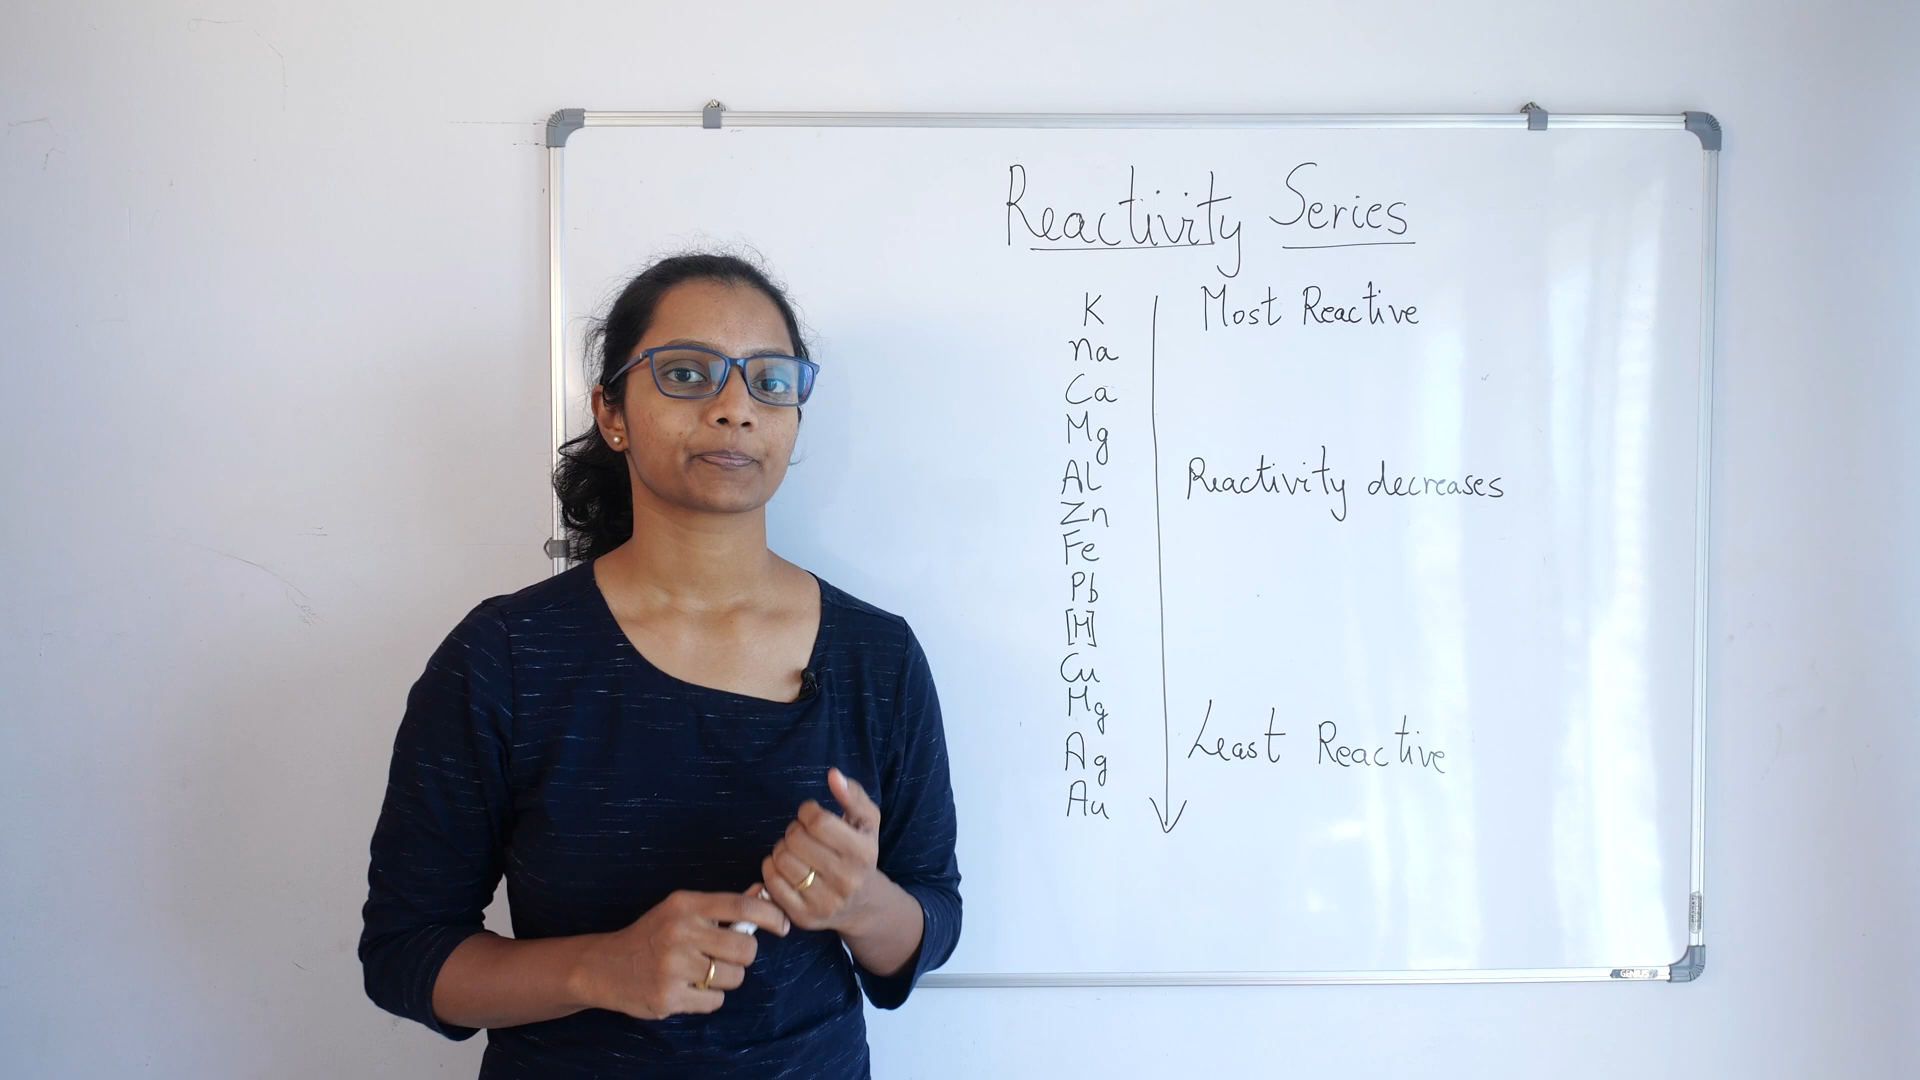 Reactivity Series
K Most Reactive
Na
Ca
Mg
Al Reactivity decreases
Zn
Fe
Pb
[H]
Cu
Hg
Ag Least Reactive
Au
GENIUS